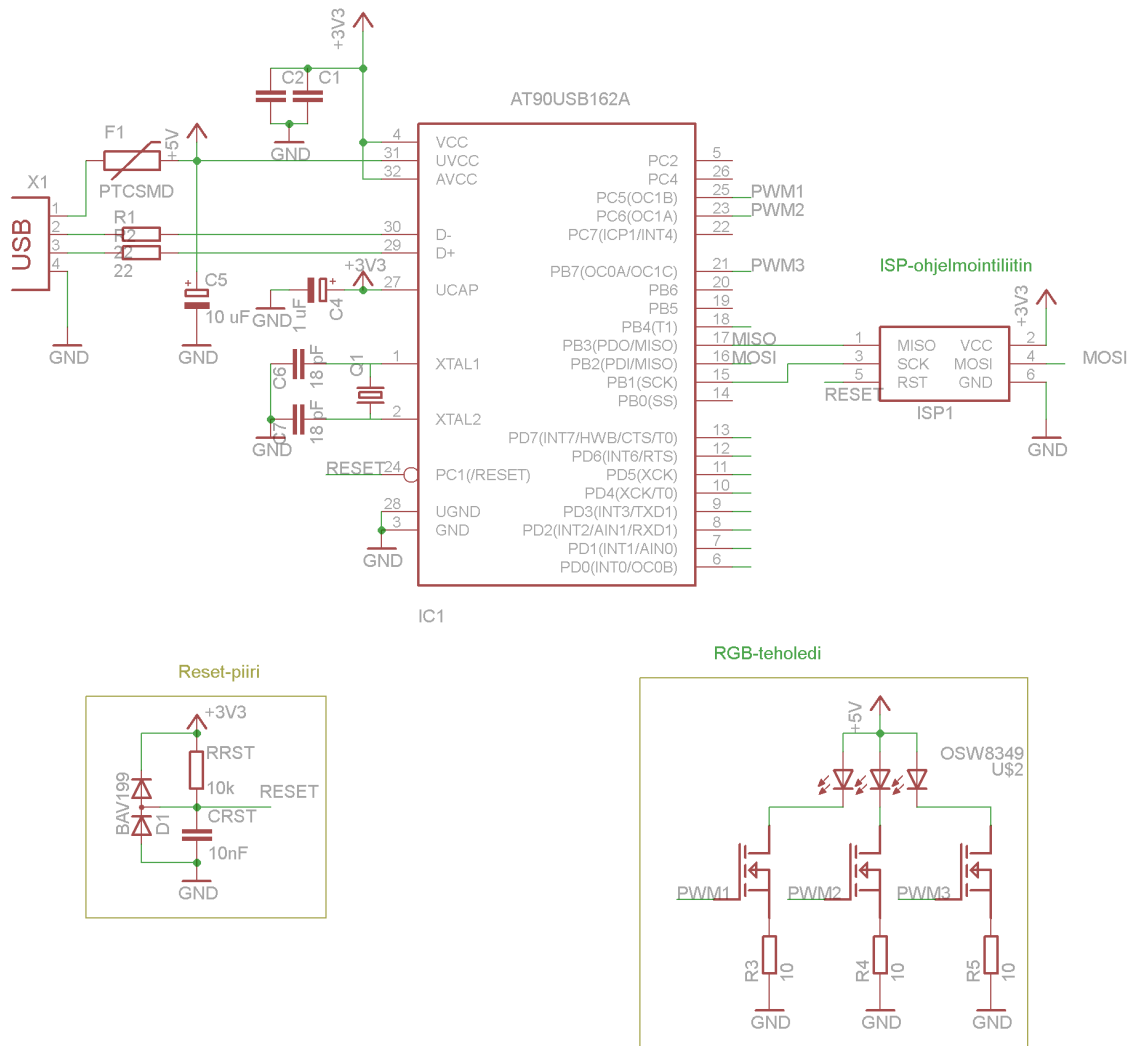 +3V3
C2
C1
GND
AT90USB162A
F1
+5V
PTCSMD
X1
USB
1
2
3
4
R1
R2
22
22
GND
C5
+
10 uF
GND
+3V3
+
C4
1 uF
GND
C6
18 pF
Q1
C7
18 pF
GND
RESET
GND
4 VCC
31 UVCC
32 AVCC
30 D-
29 D+
27 UCAP
1 XTAL1
2 XTAL2
24 PC1(/RESET)
28 UGND
3 GND
PC2 5
PC4 26
PC5(OC1B) 25 PWM1
PC6(OC1A) 23 PWM2
PC7(ICP1/INT4) 22
PB7(OC0A/OC1C) 21 PWM3
PB6 20
PB5 19
PB4(T1) 18
PB3(PDO/MISO) 17 MISO
PB2(PDI/MISO) 16 MOSI
PB1(SCK) 15
PB0(SS) 14
PD7(INT7/HWB/CTS/T0) 13
PD6(INT6/RTS) 12
PD5(XCK) 11
PD4(XCK/T0) 10
PD3(INT3/TXD1) 9
PD2(INT2/AIN1/RXD1) 8
PD1(INT1/AIN0) 7
PD0(INT0/OC0B) 6
IC1
ISP-ohjelmointiliitin
+3V3
1 MISO VCC 2
3 SCK MOSI 4 MOSI
5 RST GND 6
RESET
ISP1
GND
Reset-piiri
+3V3
RRST
10k
RESET
BAV199
D1
CRST
10nF
GND
RGB-teholedi
+5V
OSW8349
U$2
PWM1
PWM2
PWM3
R3
10
R4
10
R5
10
GND
GND
GND